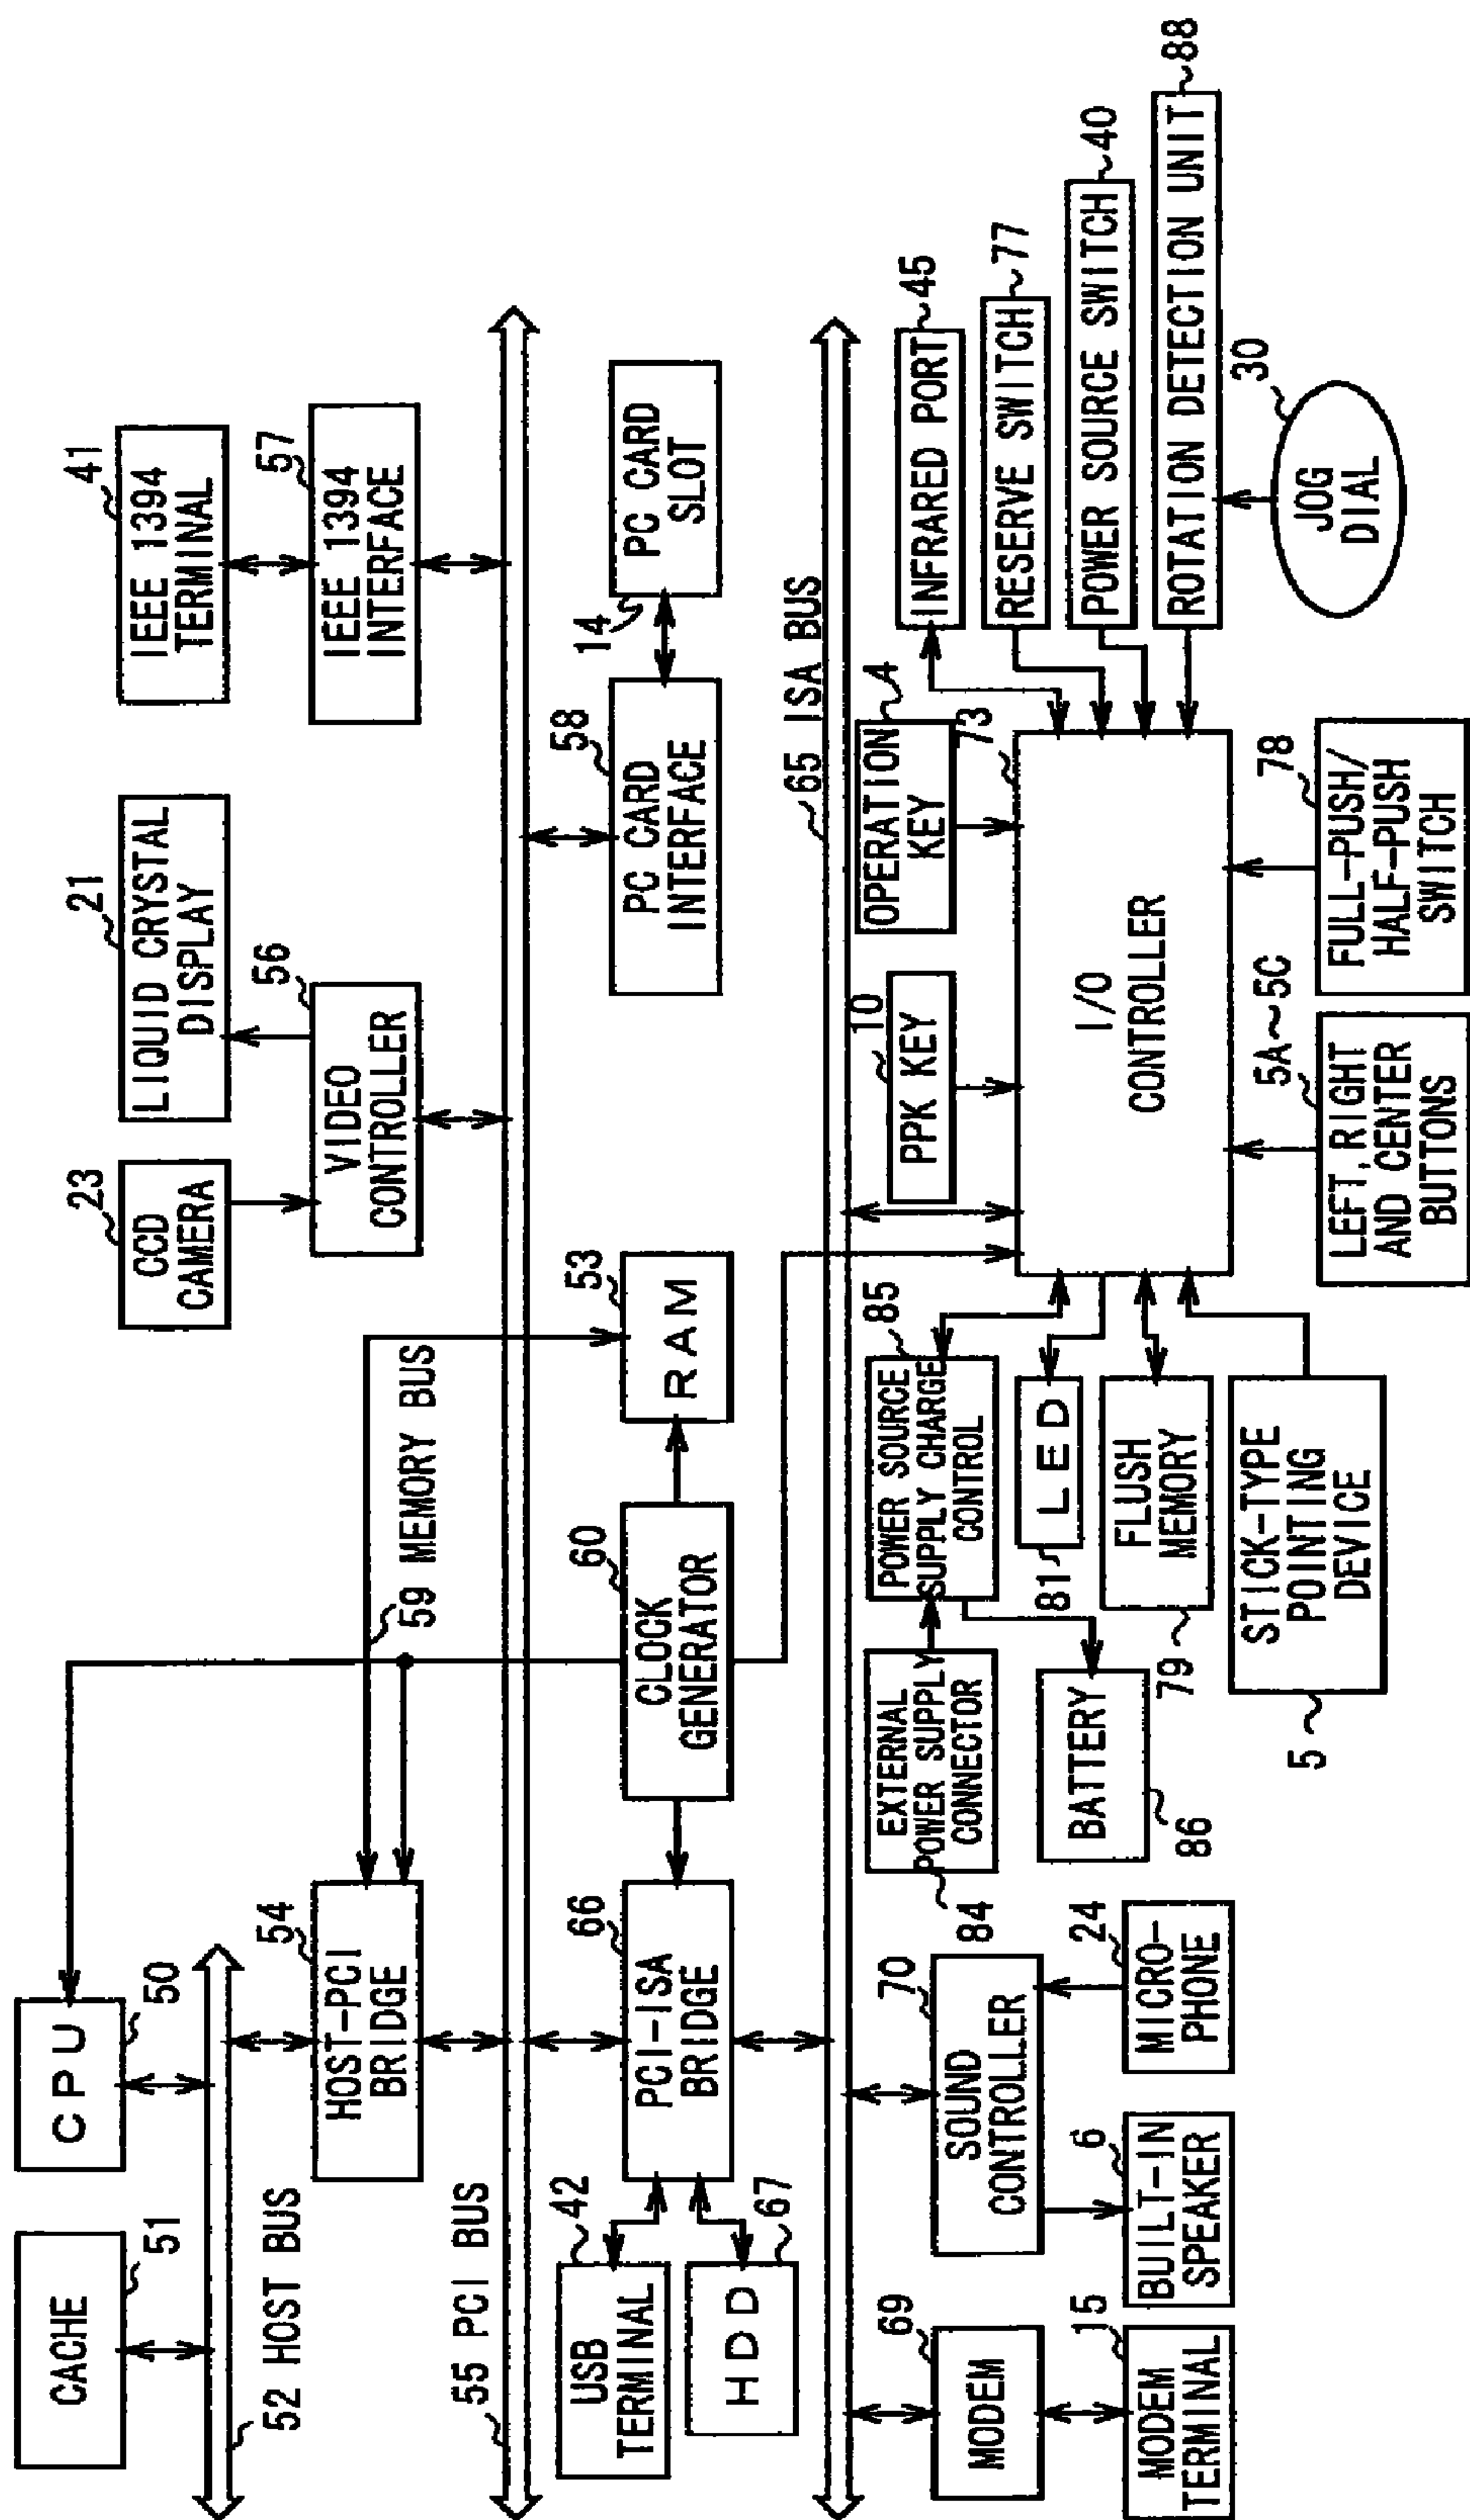 CACHE
51
CPU
50
52 HOST BUS
HOST-PCI
BRIDGE
54
59 MEMORY BUS
CCD
CAMERA
23
LIQUID CRYSTAL
DISPLAY
21
VIDEO
CONTROLLER
56
IEEE 1394
TERMINAL
41
IEEE 1394
INTERFACE
57
55 PCI BUS
USB
TERMINAL
42
HDD
67
PCI-ISA
BRIDGE
66
CLOCK
GENERATOR
60
RAM
53
PC CARD
INTERFACE
58
PC CARD
SLOT
14
65 ISA BUS
MODEM
69
MODEM
TERMINAL
15
SOUND
CONTROLLER
70
BUILT-IN
SPEAKER
6
MICRO-
PHONE
24
EXTERNAL
POWER SUPPLY
CONNECTOR
84
POWER SOURCE
SUPPLY CHARGE
CONTROL
85
BATTERY
86
LED
81
FLUSH
MEMORY
79
STICK-TYPE
POINTING
DEVICE
5
PPK KEY
10
OPERATION
KEY
4
I/O
CONTROLLER
73
LEFT,RIGHT
AND CENTER
BUTTONS
5A~5C
FULL-PUSH/
HALF-PUSH
SWITCH
78
INFRARED PORT
45
RESERVE SWITCH
77
POWER SOURCE SWITCH
40
ROTATION DETECTION UNIT
88
JOG
DIAL
30